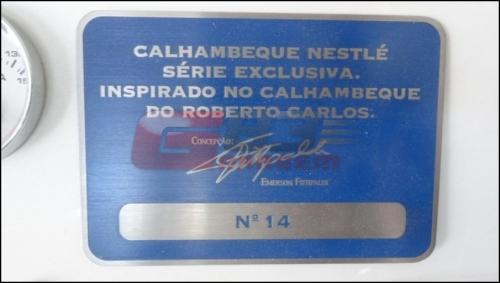 CALHAMBEQUE NESTLÉ
SÉRIE EXCLUSIVA.
INSPIRADO NO CALHAMBEQUE
DO ROBERTO CARLOS.
CONCEPÇÃO:
EMERSON FITTIPALDI
Nº 14